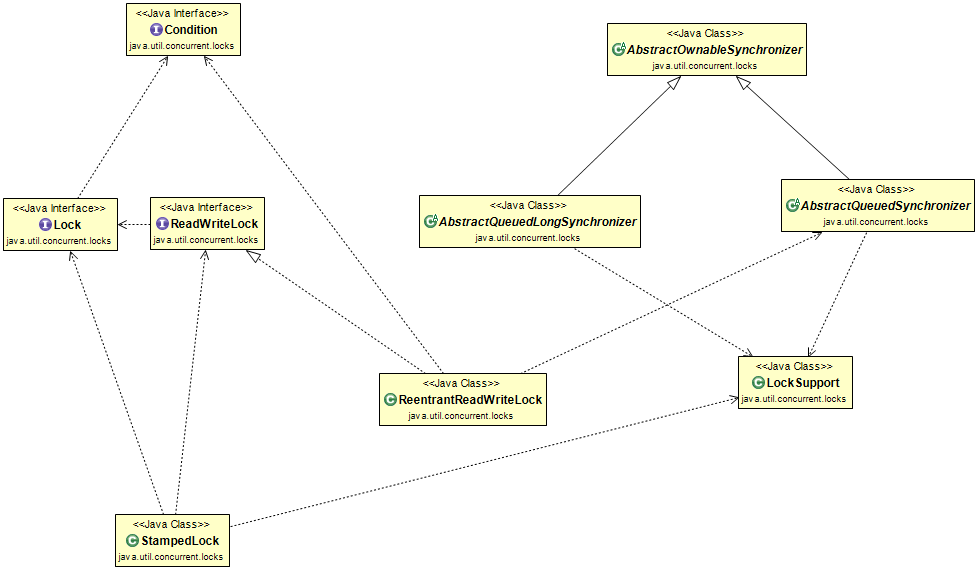 <<Java Interface>>
I Condition
java.util.concurrent.locks
<<Java Class>>
C A AbstractOwnableSynchronizer
java.util.concurrent.locks
<<Java Interface>>
I Lock
java.util.concurrent.locks
<<Java Interface>>
I ReadWriteLock
java.util.concurrent.locks
<<Java Class>>
C A AbstractQueuedLongSynchronizer
java.util.concurrent.locks
<<Java Class>>
C A AbstractQueuedSynchronizer
java.util.concurrent.locks
<<Java Class>>
C ReentrantReadWriteLock
java.util.concurrent.locks
<<Java Class>>
C LockSupport
java.util.concurrent.locks
<<Java Class>>
C StampedLock
java.util.concurrent.locks